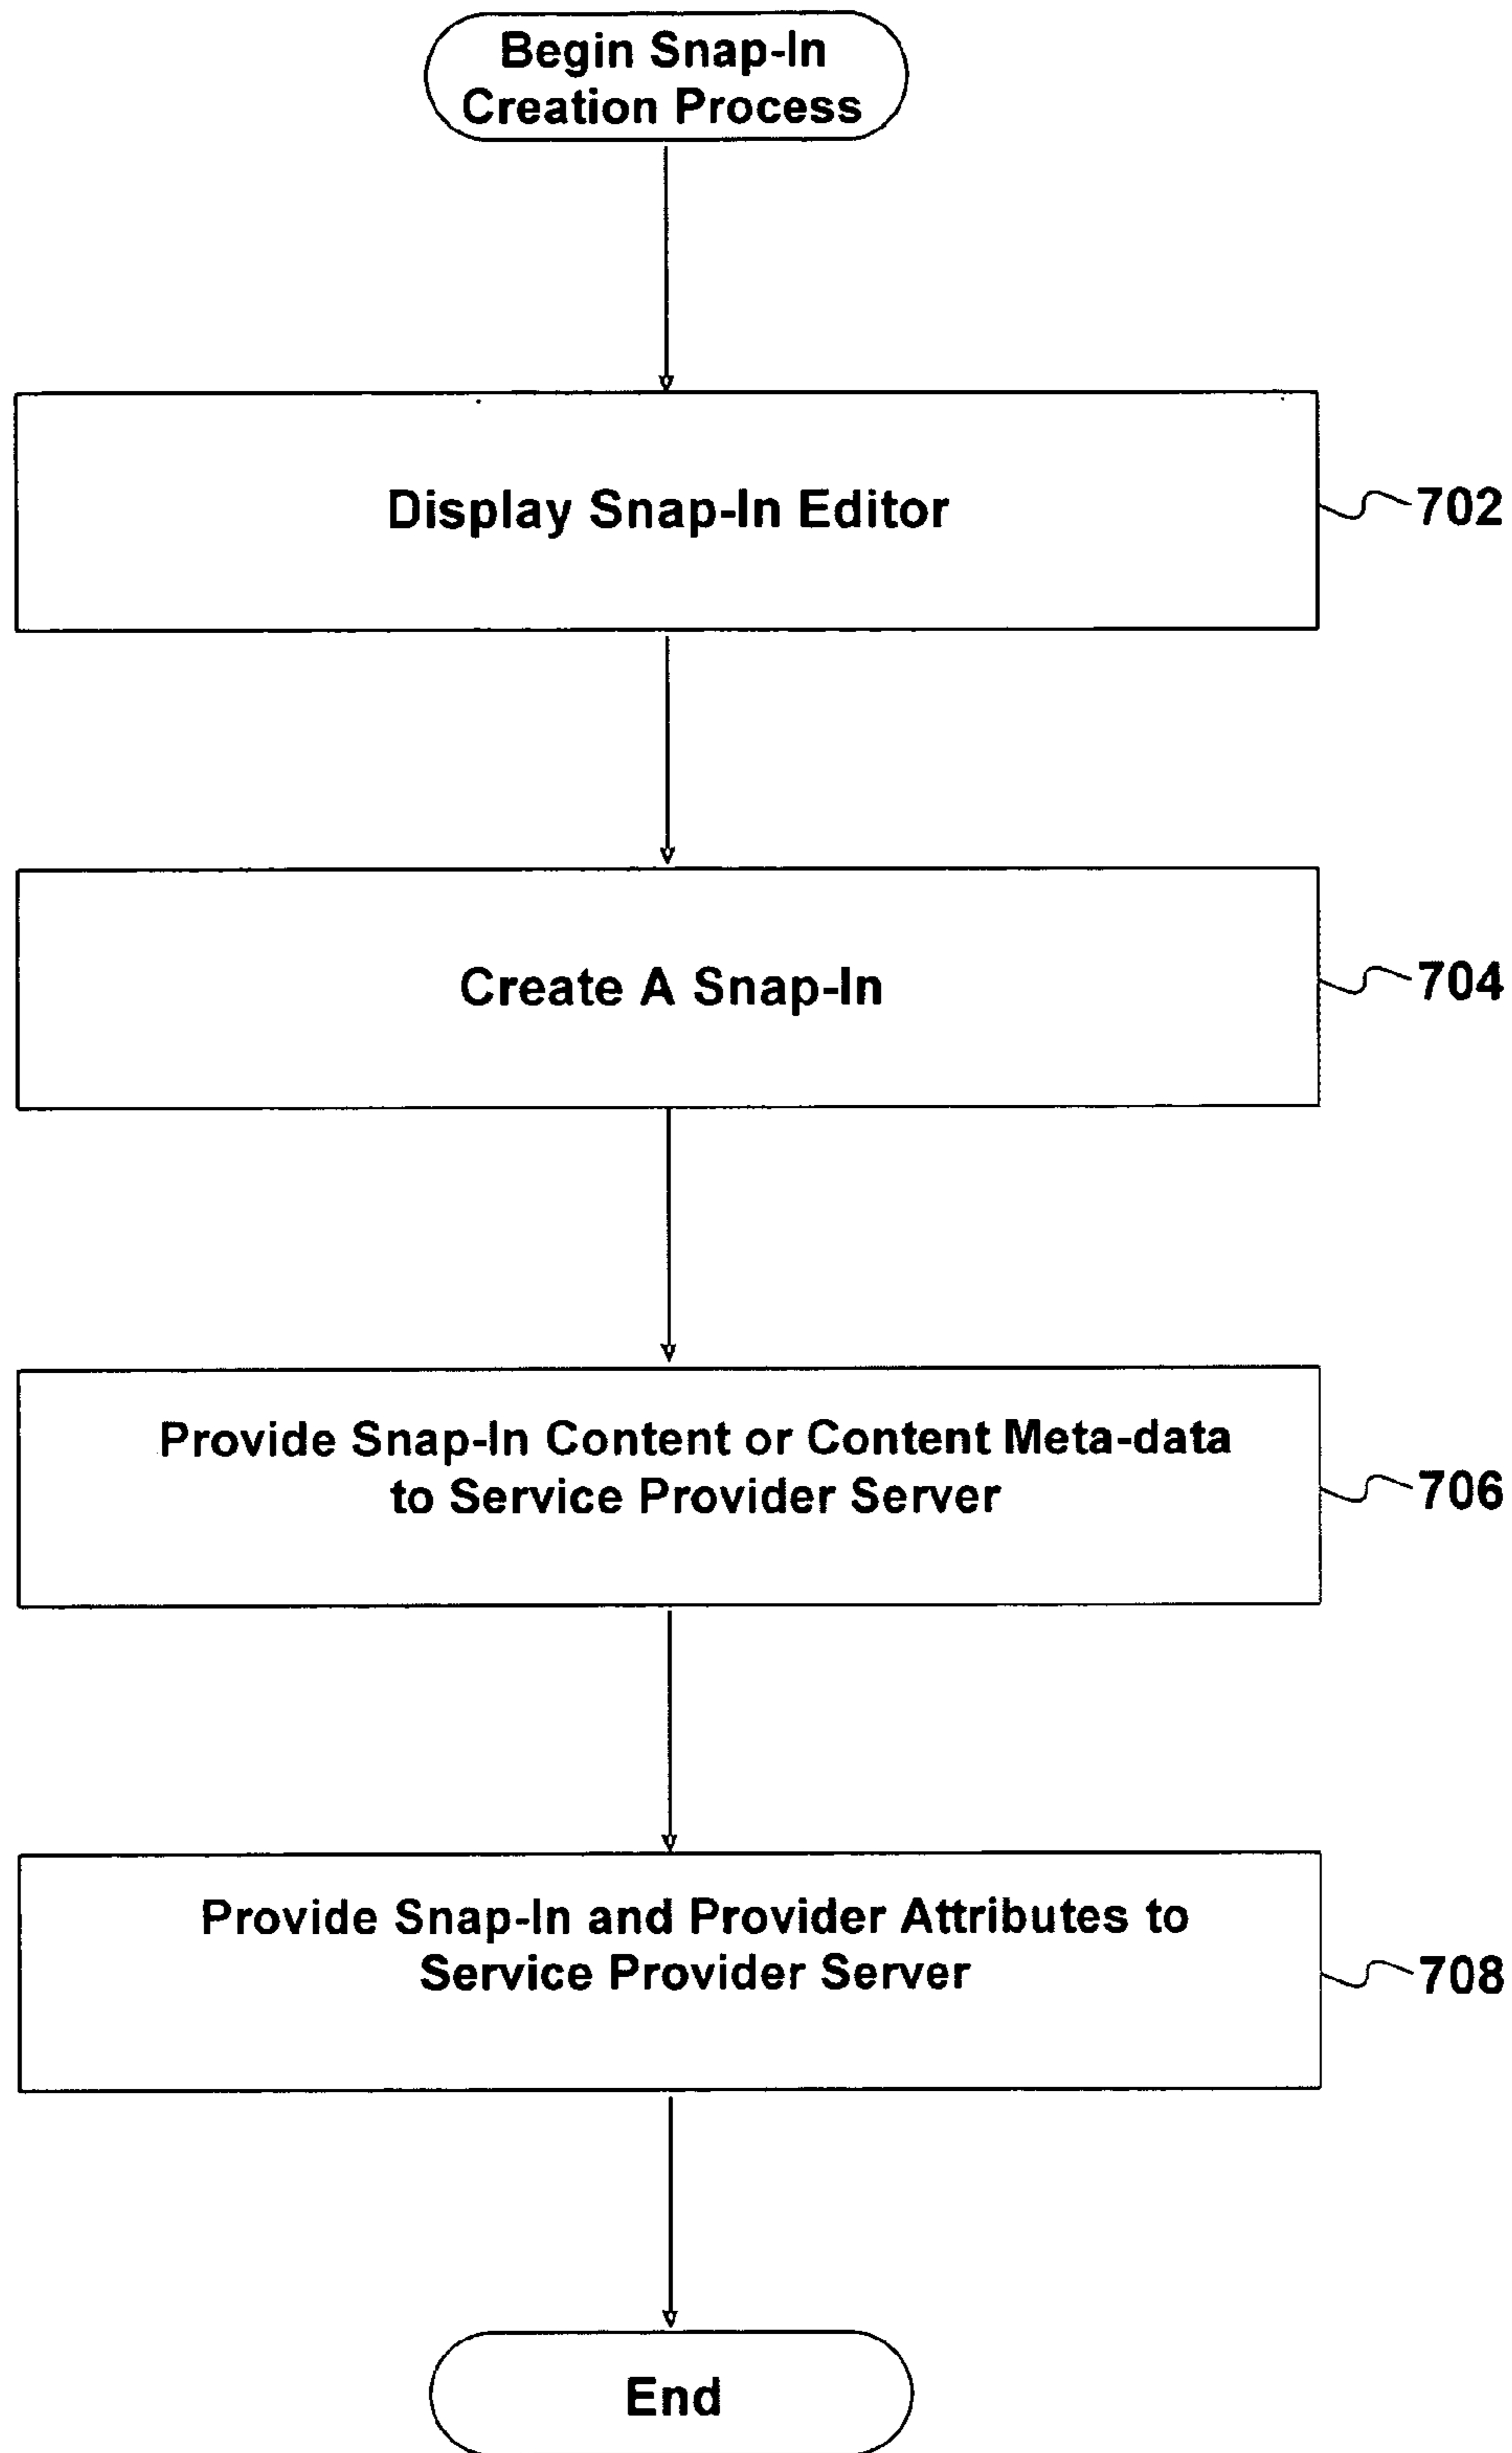 Begin Snap-In
Creation Process
Display Snap-In Editor
702
Create A Snap-In
704
Provide Snap-In Content or Content Meta-data
to Service Provider Server
706
Provide Snap-In and Provider Attributes to
Service Provider Server
708
End